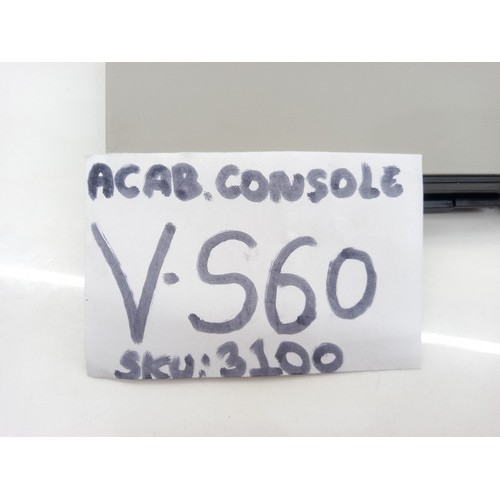 ACAB. CONSOLE
V.S60
SKU: 3100